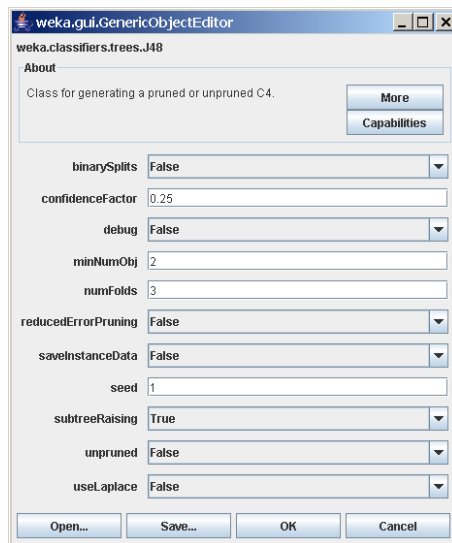 weka.gui.GenericObjectEditor
weka.classifiers.trees.J48
About
Class for generating a pruned or unpruned C4.
More
Capabilities
binarySplits False
confidenceFactor 0.25
debug False
minNumObj 2
numFolds 3
reducedErrorPruning False
saveInstanceData False
seed 1
subtreeRaising True
unpruned False
useLaplace False
Open... Save... OK Cancel